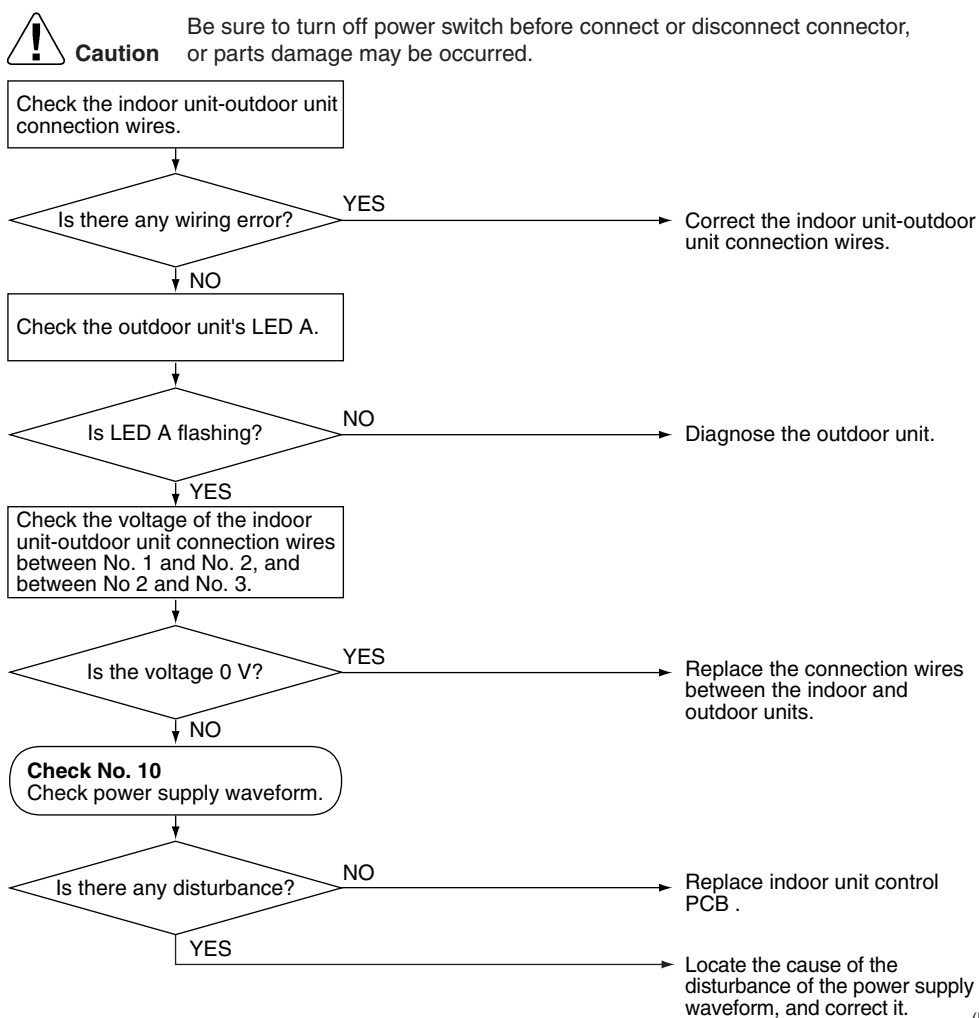 Be sure to turn off power switch before connect or disconnect connector,
Caution or parts damage may be occurred.
Check the indoor unit-outdoor unit
connection wires.
YES
Is there any wiring error?
Correct the indoor unit-outdoor
unit connection wires.
NO
Check the outdoor unit's LED A.
NO
Is LED A flashing?
Diagnose the outdoor unit.
YES
Check the voltage of the indoor
unit-outdoor unit connection wires
between No. 1 and No. 2, and
between No 2 and No. 3.
YES
Is the voltage 0 V?
Replace the connection wires
between the indoor and
outdoor units.
NO
Check No. 10
Check power supply waveform.
NO
Is there any disturbance?
Replace indoor unit control
PCB .
YES
Locate the cause of the
disturbance of the power supply
waveform, and correct it.